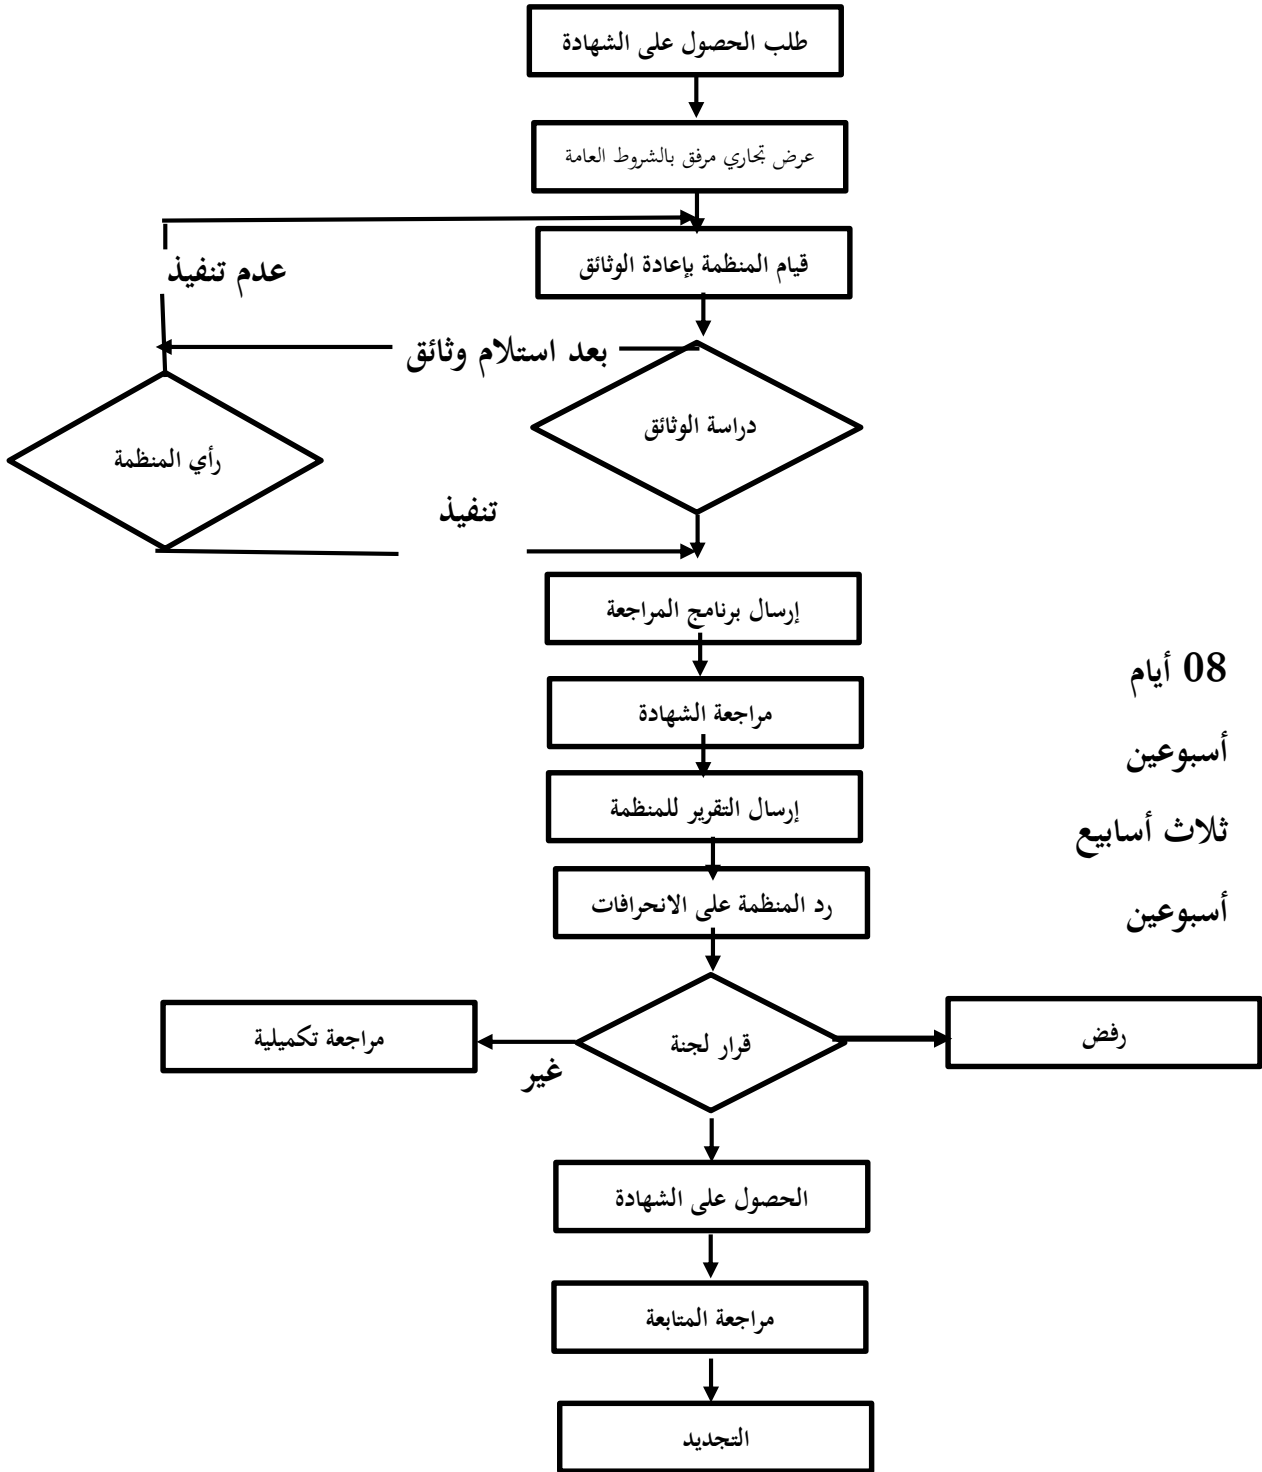 طلب الحصول على الشهادة
عرض تجاري مرفق بالشروط العامة
قيام المنظمة بإعادة الوثائق
عدم تنفيذ
بعد استلام وثائق
دراسة الوثائق
رأي المنظمة
تنفيذ
إرسال برنامج المراجعة
08 أيام
مراجعة الشهادة
أسبوعين
إرسال التقرير للمنظمة
ثلاث أسابيع
رد المنظمة على الانحرافات
أسبوعين
رفض
قرار لجنة
مراجعة تكميلية
غير
الحصول على الشهادة
مراجعة المتابعة
التجديد